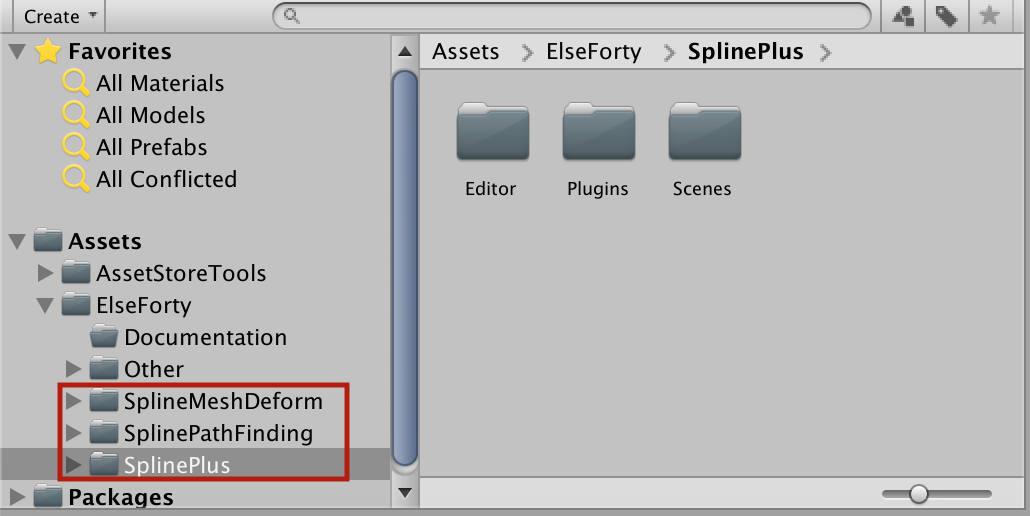 Create
Favorites
All Materials
All Models
All Prefabs
All Conflicted
Assets
AssetStoreTools
ElseForty
Documentation
Other
SplineMeshDeform
SplinePathFinding
SplinePlus
Packages
Assets ElseForty SplinePlus
Editor Plugins Scenes